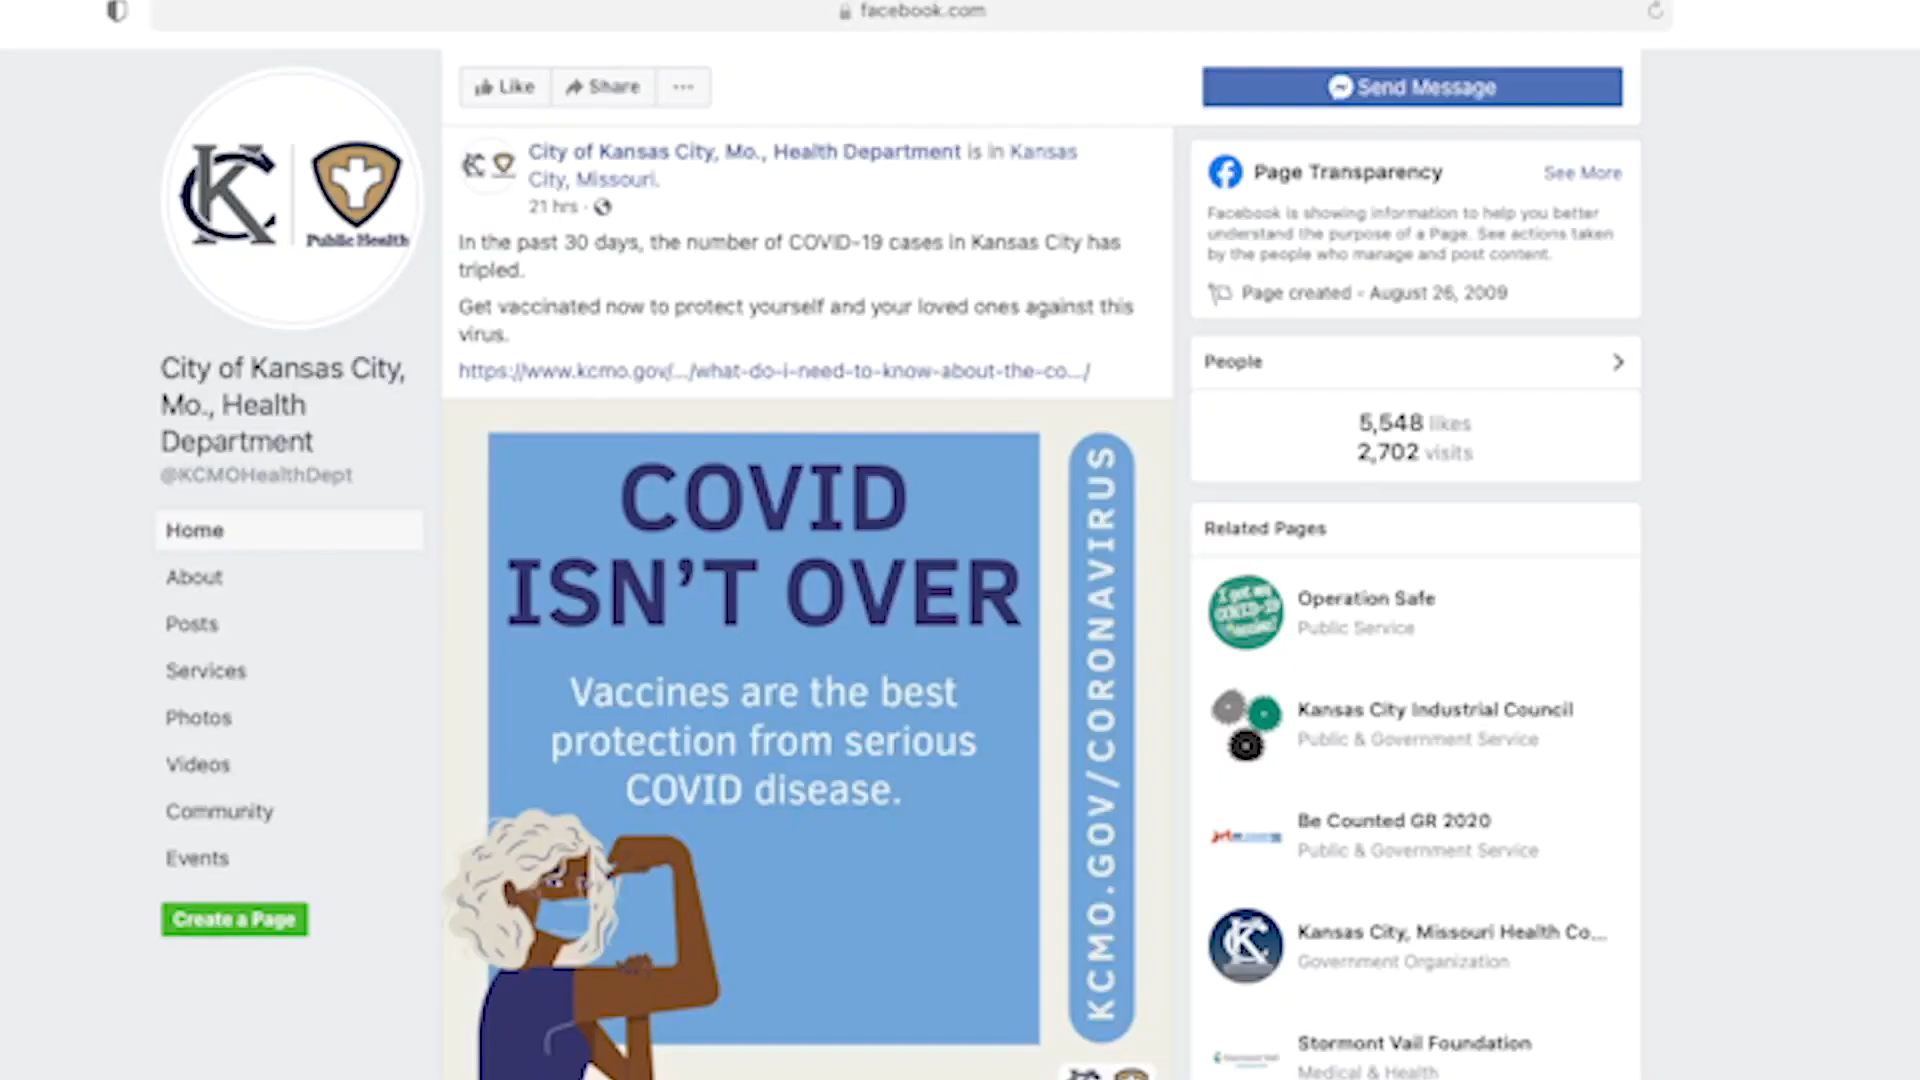 facebook.com
Like
Share
Send Message
KC
Public Health
City of Kansas City,
Mo., Health
Department
@KCMOHealthDept
Home
About
Posts
Services
Photos
Videos
Community
Events
Create a Page
City of Kansas City, Mo., Health Department is in Kansas
City, Missouri.
21 hrs ·
In the past 30 days, the number of COVID-19 cases in Kansas City has
tripled.
Get vaccinated now to protect yourself and your loved ones against this
virus.
https://www.kcmo.gov/.../what-do-i-need-to-know-about-the-co.../
COVID
ISN'T OVER
Vaccines are the best
protection from serious
COVID disease.
KCMO.GOV/CORONAVIRUS
Page Transparency
See More
Facebook is showing information to help you better
understand the purpose of a Page. See actions taken
by the people who manage and post content.
Page created - August 26, 2009
People
5,548 likes
2,702 visits
Related Pages
I got my
COVID-19
Operation Safe
Public Service
Kansas City Industrial Council
Public & Government Service
Be Counted GR 2020
Public & Government Service
KC
Kansas City, Missouri Health Co...
Government Organization
Stormont Vail Foundation
Medical & Health